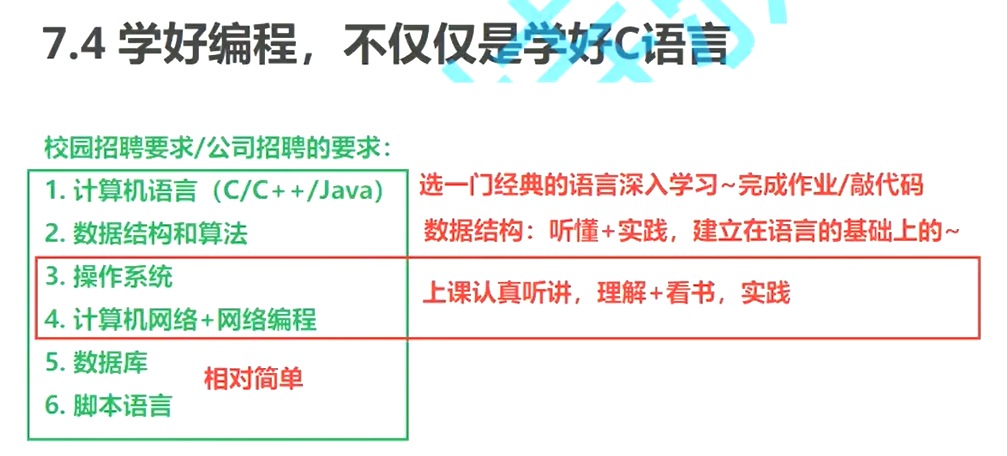 7.4 学好编程，不仅仅是学好C语言
校园招聘要求/公司招聘的要求：
1. 计算机语言（C/C++/Java）
选一门经典的语言深入学习~完成作业/敲代码
2. 数据结构和算法
数据结构：听懂+实践，建立在语言的基础上的~
3. 操作系统
上课认真听讲，理解+看书，实践
4. 计算机网络+网络编程
5. 数据库
相对简单
6. 脚本语言